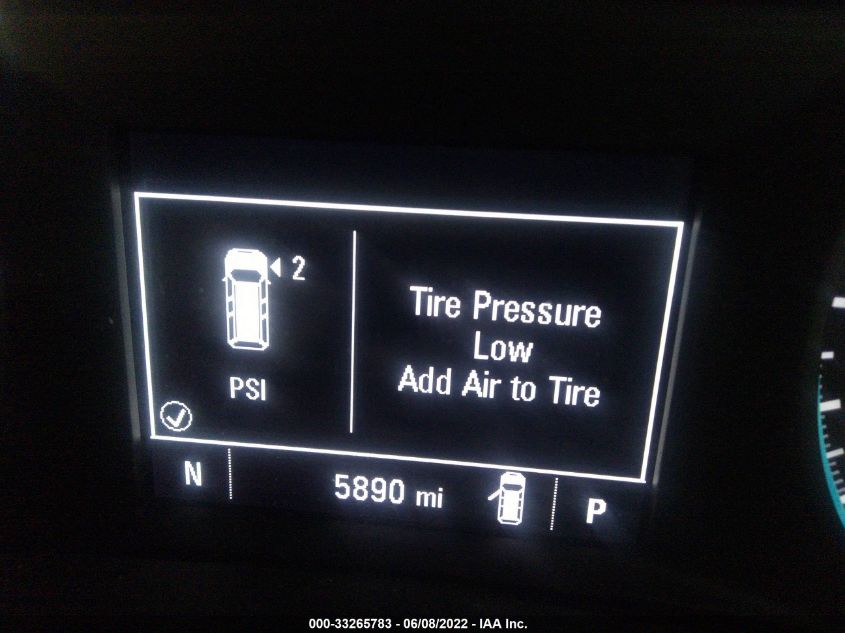 2
PSI
Tire Pressure
Low
Add Air to Tire
N 5890 mi P
000-33265783 - 06/08/2022 - IAA Inc.